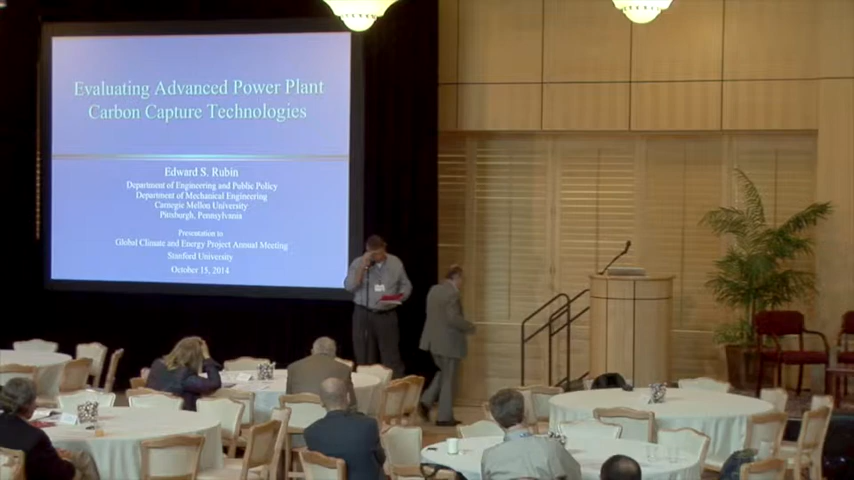 Evaluating Advanced Power Plant
Carbon Capture Technologies
Edward S. Rubin
Department of Engineering and Public Policy
Department of Mechanical Engineering
Carnegie Mellon University
Pittsburgh, Pennsylvania
Presentation to
Global Climate and Energy Project Annual Meeting
Stanford University
October 15, 2014